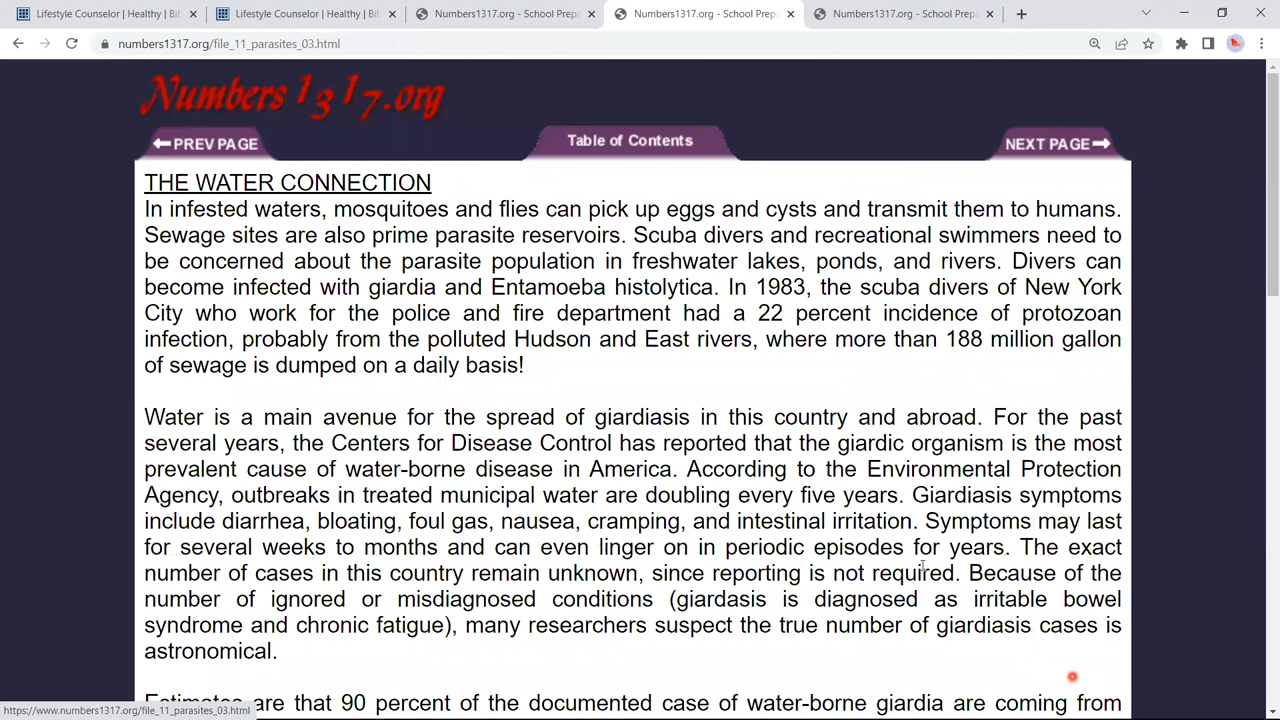 Lifestyle Counselor | Healthy | Bib
Lifestyle Counselor | Healthy | Bib
Numbers1317.org - School Prepa
Numbers1317.org - School Prepa
Numbers1317.org - School Prepa
numbers1317.org/file_11_parasites_03.html
Numbers1317.org
PREV PAGE
Table of Contents
NEXT PAGE
THE WATER CONNECTION
In infested waters, mosquitoes and flies can pick up eggs and cysts and transmit them to humans.
Sewage sites are also prime parasite reservoirs. Scuba divers and recreational swimmers need to
be concerned about the parasite population in freshwater lakes, ponds, and rivers. Divers can
become infected with giardia and Entamoeba histolytica. In 1983, the scuba divers of New York
City who work for the police and fire department had a 22 percent incidence of protozoan
infection, probably from the polluted Hudson and East rivers, where more than 188 million gallon
of sewage is dumped on a daily basis!
Water is a main avenue for the spread of giardiasis in this country and abroad. For the past
several years, the Centers for Disease Control has reported that the giardic organism is the most
prevalent cause of water-borne disease in America. According to the Environmental Protection
Agency, outbreaks in treated municipal water are doubling every five years. Giardiasis symptoms
include diarrhea, bloating, foul gas, nausea, cramping, and intestinal irritation. Symptoms may last
for several weeks to months and can even linger on in periodic episodes for years. The exact
number of cases in this country remain unknown, since reporting is not required. Because of the
number of ignored or misdiagnosed conditions (giardasis is diagnosed as irritable bowel
syndrome and chronic fatigue), many researchers suspect the true number of giardiasis cases is
astronomical.
Estimates are that 90 percent of the documented case of water-borne giardia are coming from
https://www.numbers1317.org/file_11_parasites_03.html